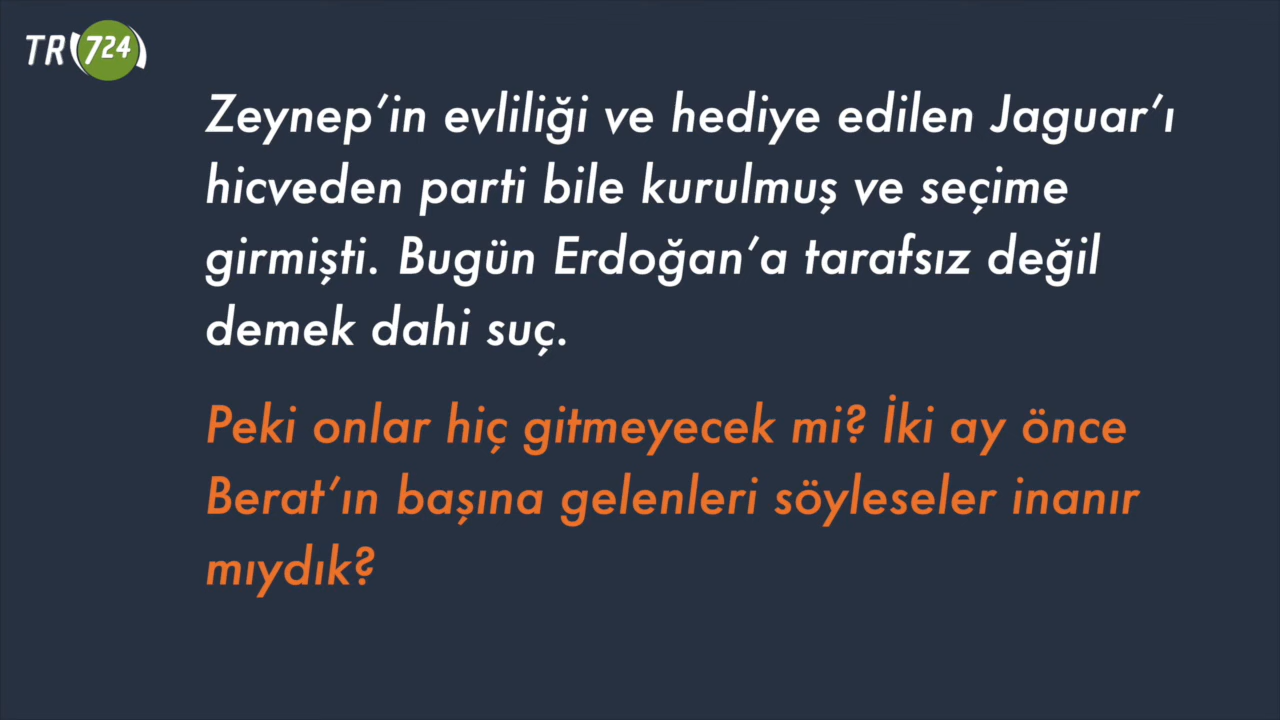 TR724
Zeynep’in evliliği ve hediye edilen Jaguar’ı
hicveden parti bile kurulmuş ve seçime
girmişti. Bugün Erdoğan’a tarafsız değil
demek dahi suç.
Peki onlar hiç gitmeyecek mi? İki ay önce
Berat’ın başına gelenleri söyleseler inanır
mıydık?